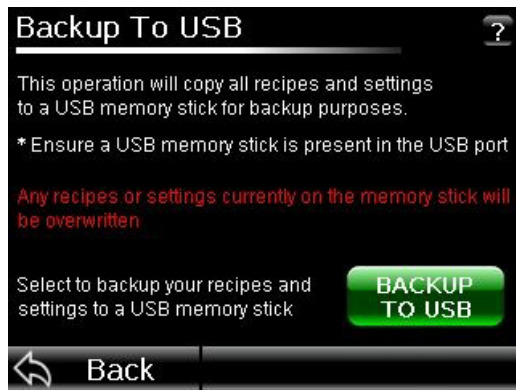 Backup To USB
?
This operation will copy all recipes and settings
to a USB memory stick for backup purposes.
* Ensure a USB memory stick is present in the USB port
Any recipes or settings currently on the memory stick will
be overwritten
Select to backup your recipes and
settings to a USB memory stick
BACKUP
TO USB
Back